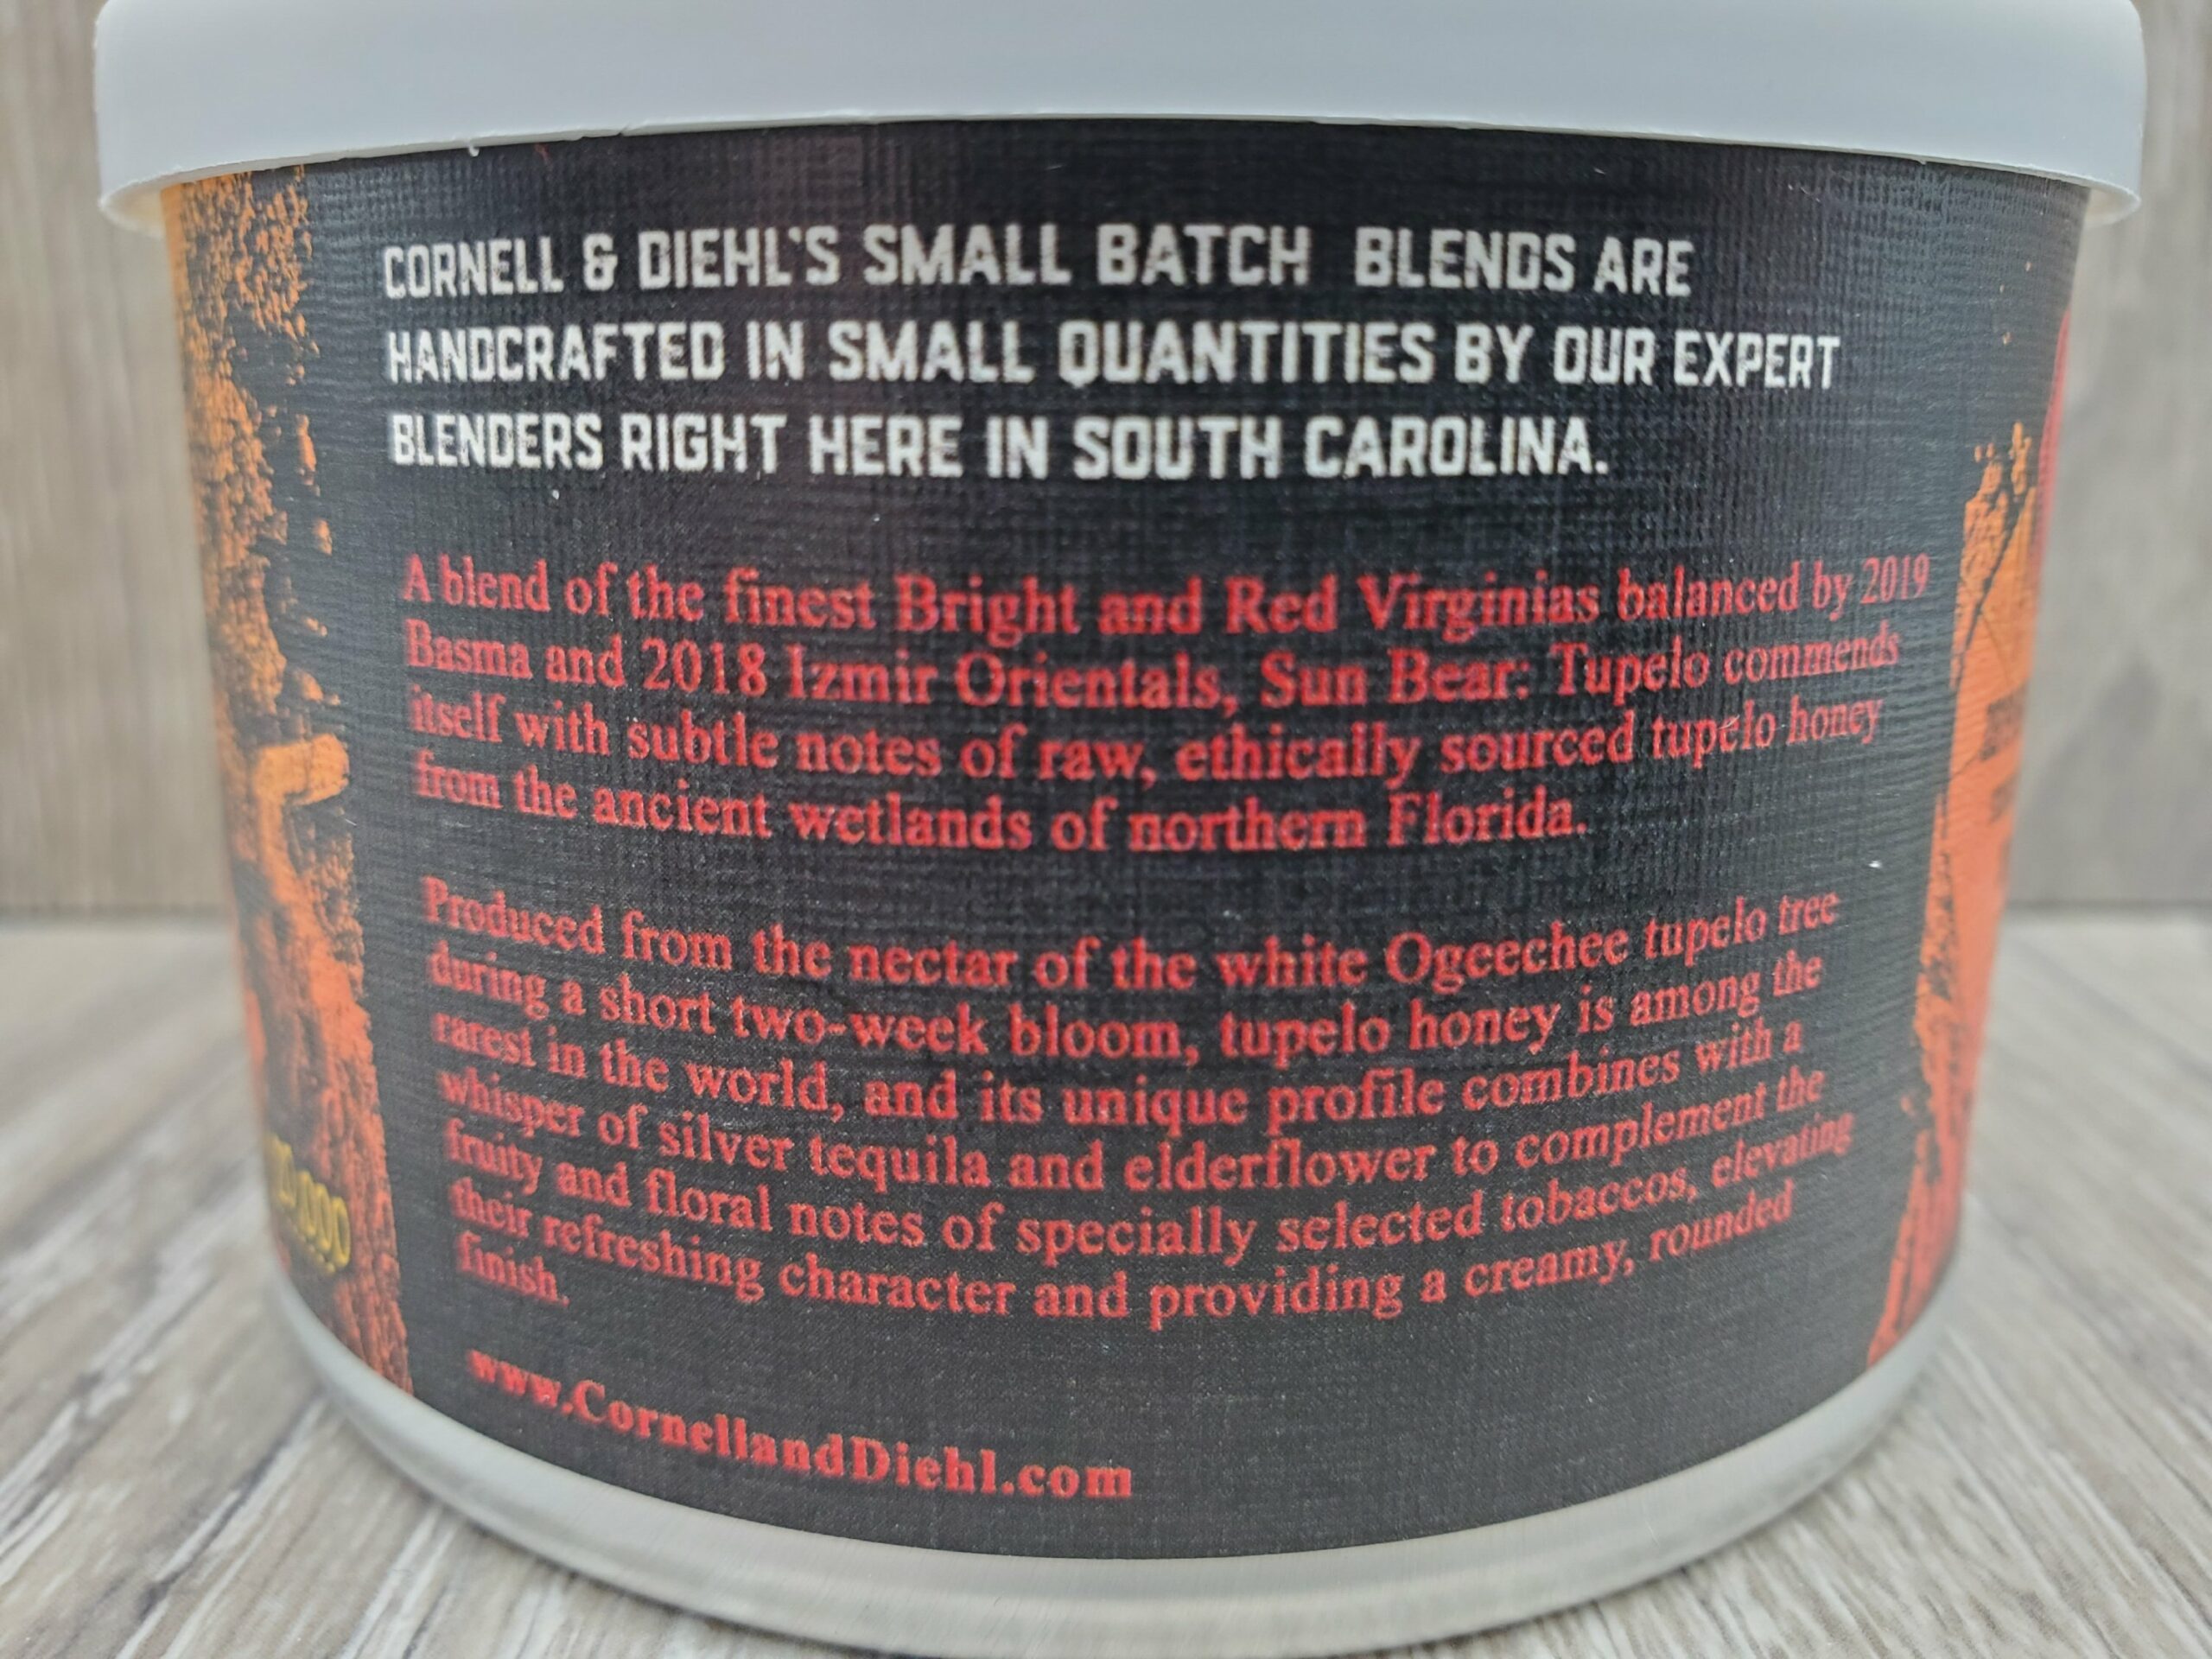 CORNELL & DIEHL'S SMALL BATCH BLENDS ARE
HANDCRAFTED IN SMALL QUANTITIES BY OUR EXPERT
BLENDERS RIGHT HERE IN SOUTH CAROLINA.
A blend of the finest Bright and Red Virginias balanced by 2019
Basma and 2018 Izmir Orientals, Sun Bear: Tupelo commends
itself with subtle notes of raw, ethically sourced tupelo honey
from the ancient wetlands of northern Florida.
Produced from the nectar of the white Ogeechee tupelo tree
during a short two-week bloom, tupelo honey is among the
rarest in the world, and its unique profile combines with a
whisper of silver tequila and elderflower to complement the
fruity and floral notes of specially selected tobaccos, elevating
their refreshing character and providing a creamy, rounded
finish.
www.CornellandDiehl.com